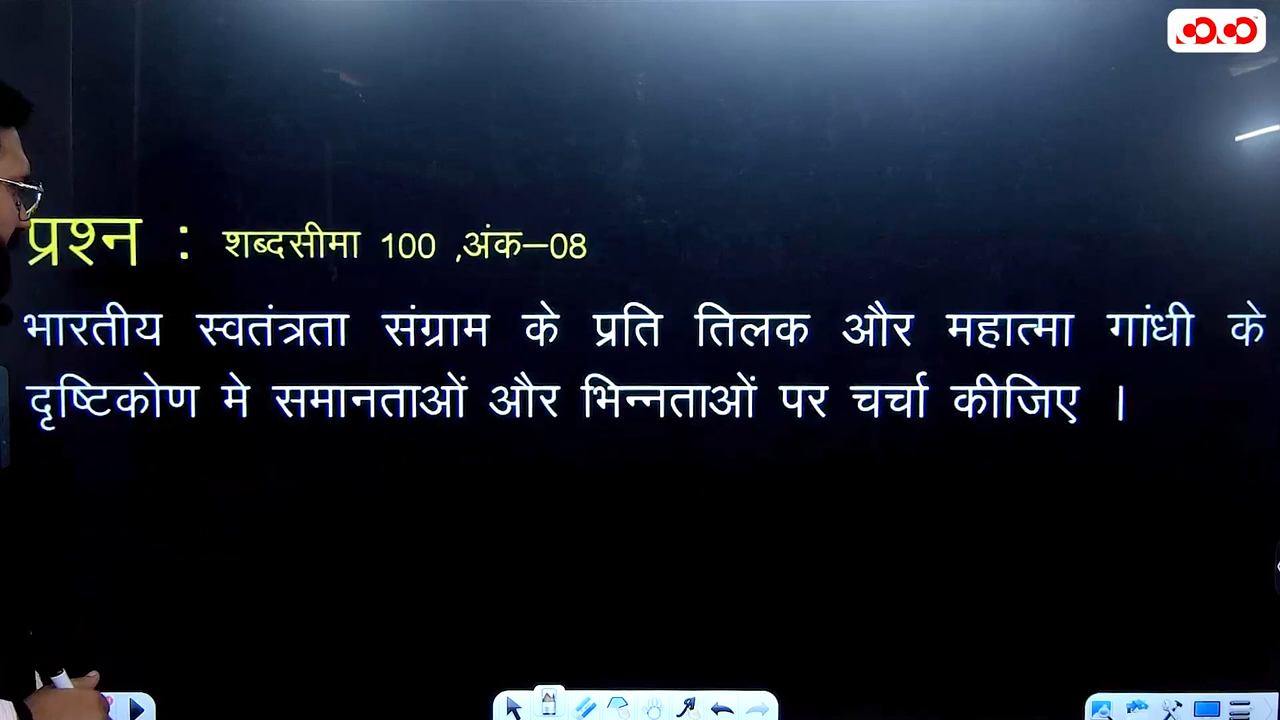 प्रश्न : शब्दसीमा 100 ,अंक–08
भारतीय स्वतंत्रता संग्राम के प्रति तिलक और महात्मा गांधी के
दृष्टिकोण मे समानताओं और भिन्नताओं पर चर्चा कीजिए ।